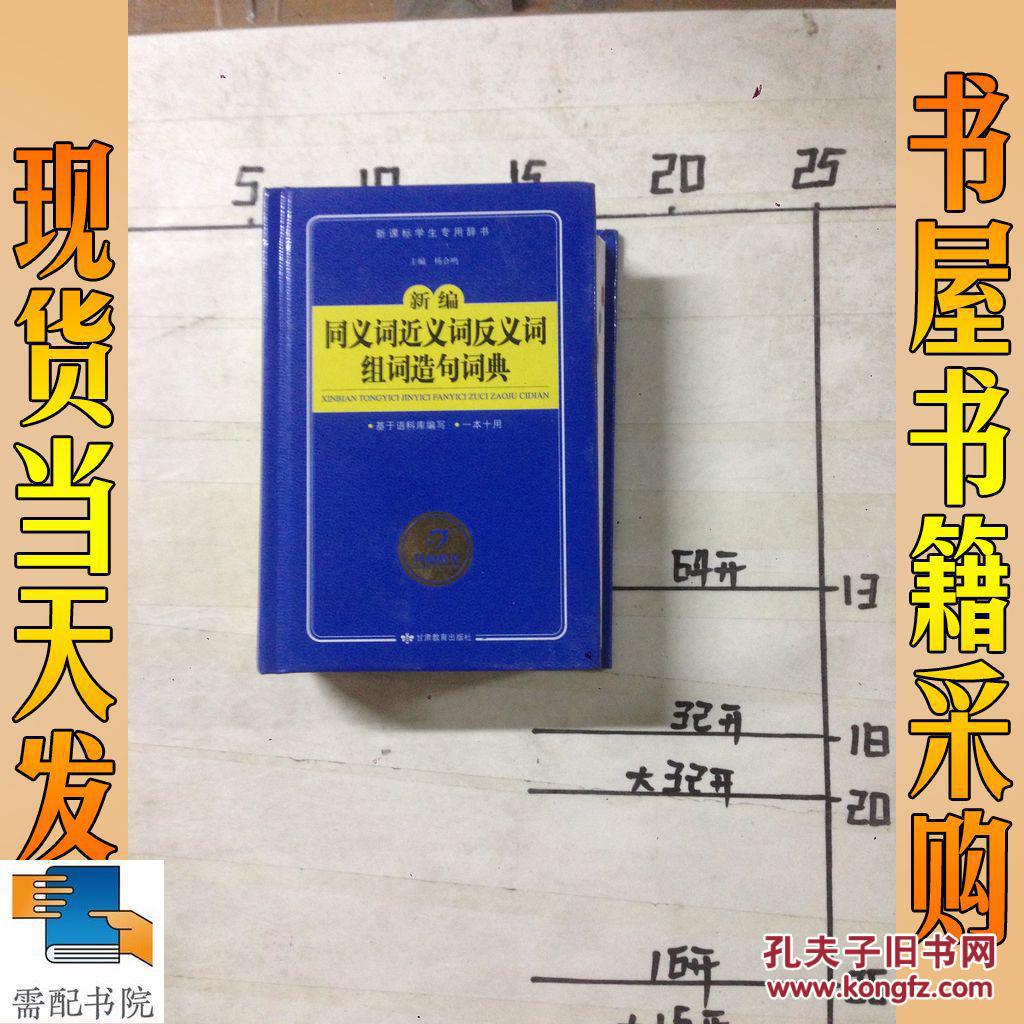 现货当天发
书屋书籍采购
5 10 15 20 25
新课标学生专用辞书
主编 杨合鸣
新编
同义词近义词反义词
组词造句词典
XINBIAN TONGYICI JINYICI FANYICI ZUCI ZAOJU CIDIAN
•基于语料库编写 •一本十用
甘肃教育出版社
64开 13
32开 18
大32开 20
16开
孔夫子旧书网
www.kongfz.com
需配书院